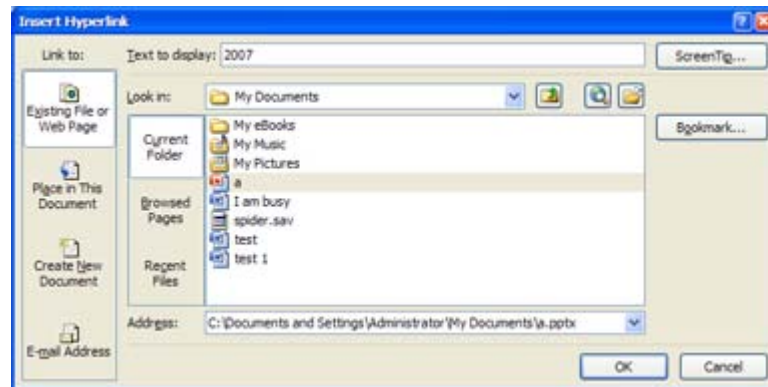 Insert Hyperlink
Link to:
Text to display: 2007
ScreenTip...
Existing File or
Web Page
Place in This
Document
Create New
Document
E-mail Address
Look in:
My Documents
Current
Folder
Browsed
Pages
Recent
Files
My eBooks
My Music
My Pictures
a
I am busy
spider.sav
test
test 1
Bookmark...
Address:
C:\Documents and Settings\Administrator\My Documents\a.pptx
OK
Cancel